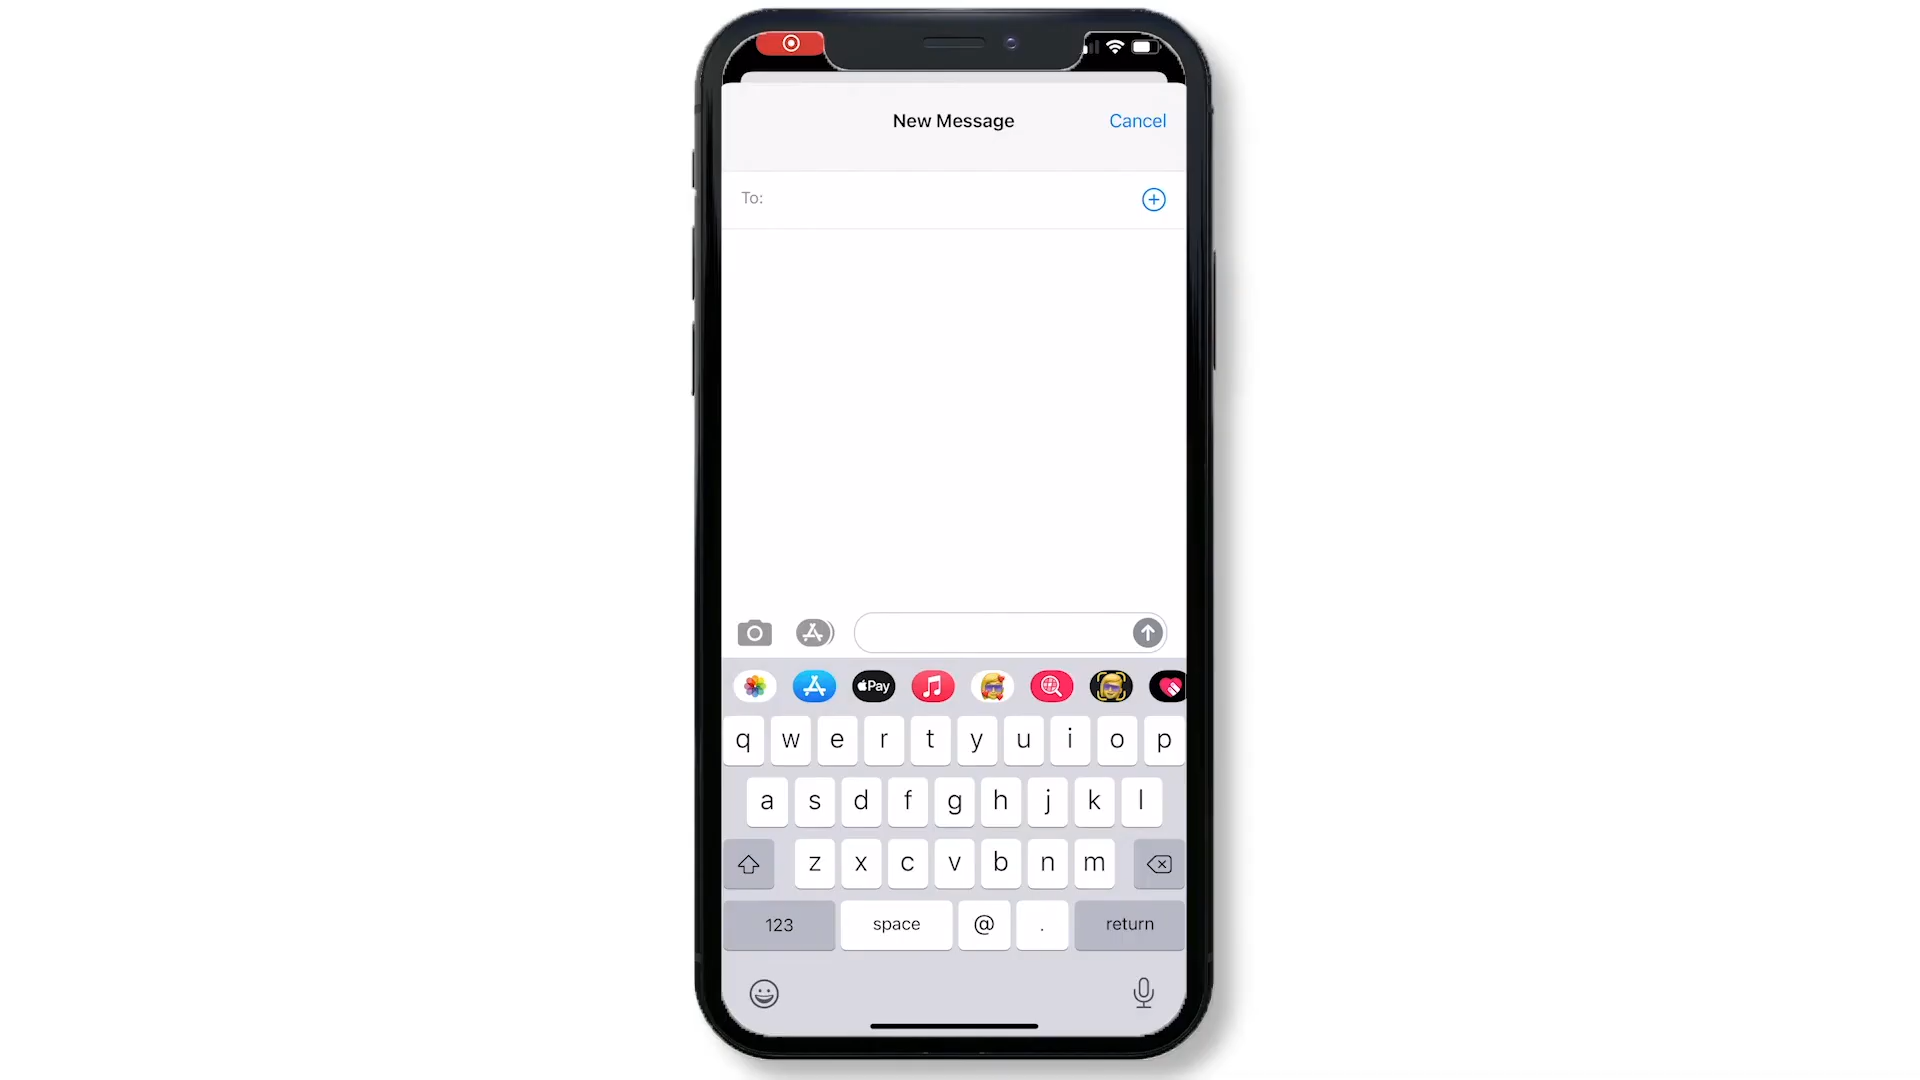 New Message
Cancel
To:
Pay
q w e r t y u i o p
a s d f g h j k l
z x c v b n m
123 space @ . return